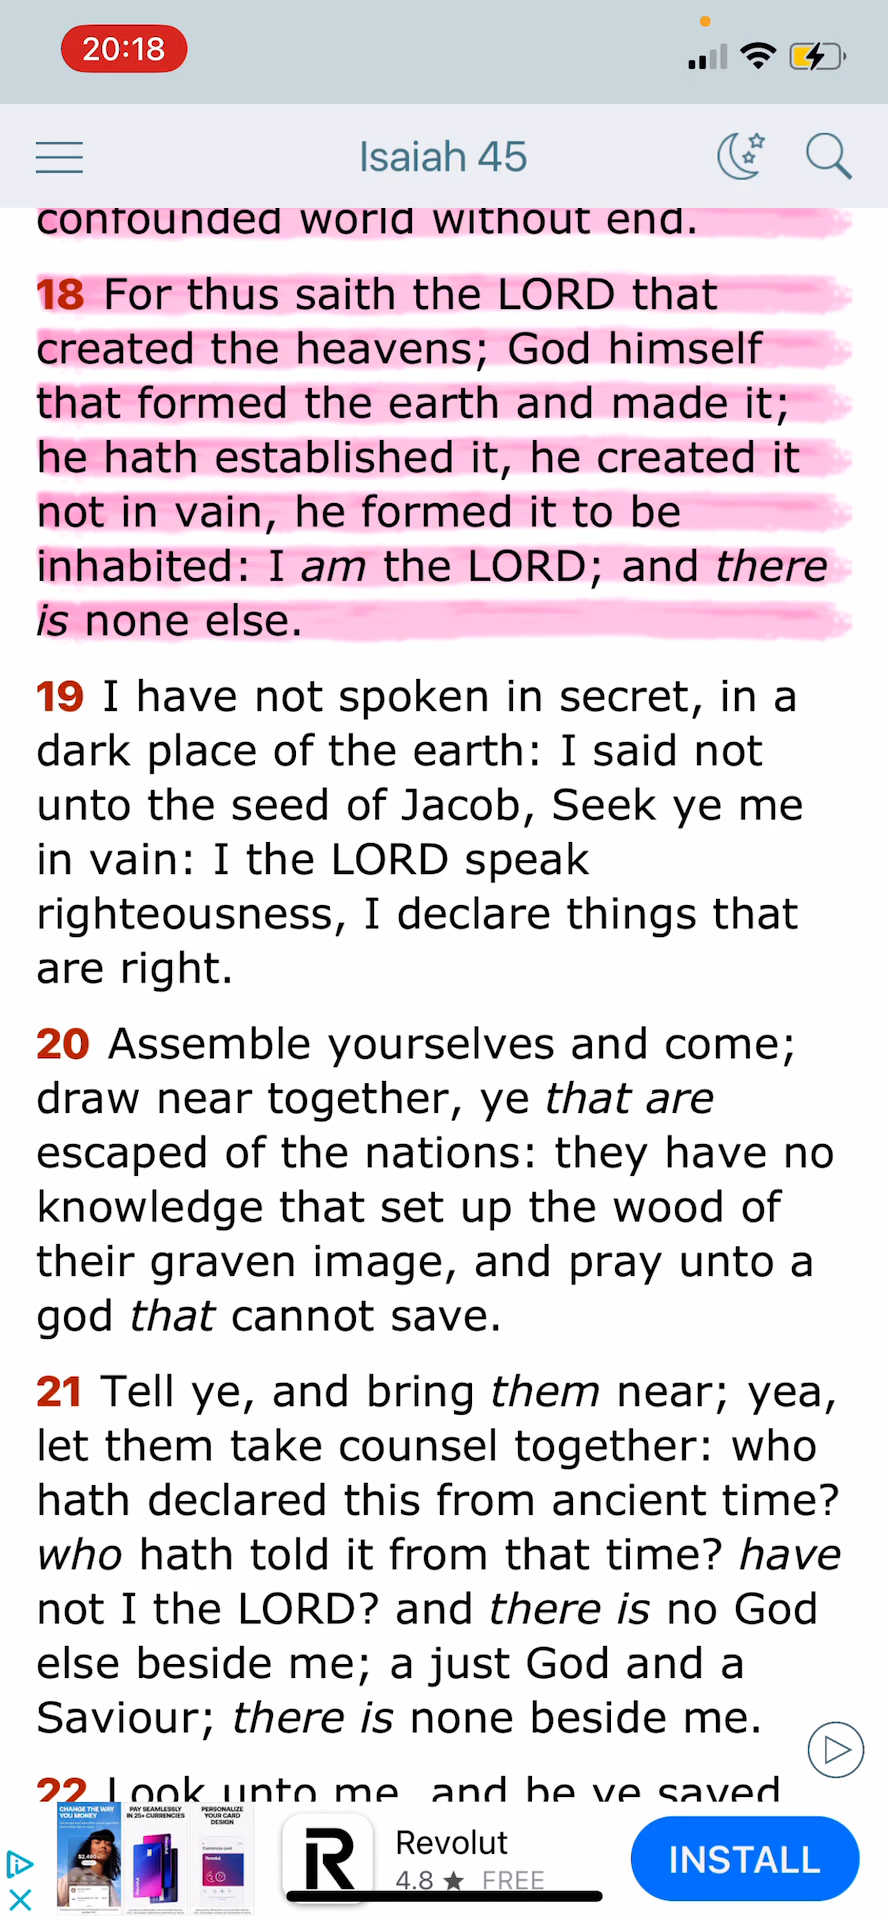 20:18
Isaiah 45
confounded world without end.
18 For thus saith the LORD that
created the heavens; God himself
that formed the earth and made it;
he hath established it, he created it
not in vain, he formed it to be
inhabited: I am the LORD; and there
is none else.
19 I have not spoken in secret, in a
dark place of the earth: I said not
unto the seed of Jacob, Seek ye me
in vain: I the LORD speak
righteousness, I declare things that
are right.
20 Assemble yourselves and come;
draw near together, ye that are
escaped of the nations: they have no
knowledge that set up the wood of
their graven image, and pray unto a
god that cannot save.
21 Tell ye, and bring them near; yea,
let them take counsel together: who
hath declared this from ancient time?
who hath told it from that time? have
not I the LORD? and there is no God
else beside me; a just God and a
Saviour; there is none beside me.
22 Look unto me, and be ye saved
CHANGE THE WAY
YOU MONEY
PAY SEAMLESSLY
IN 25+ CURRENCIES
PERSONALIZE
YOUR CARD
DESIGN
R
Revolut
4.8 ★ FREE
INSTALL